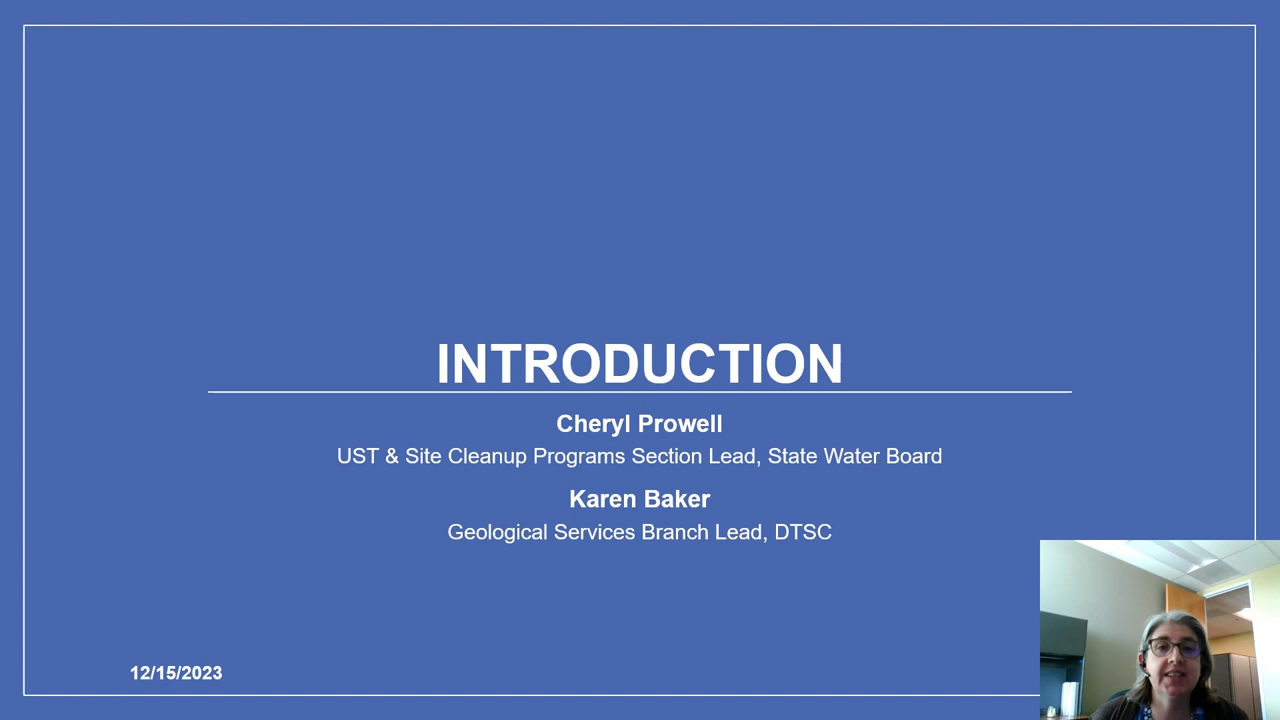 INTRODUCTION
Cheryl Prowell
UST & Site Cleanup Programs Section Lead, State Water Board
Karen Baker
Geological Services Branch Lead, DTSC
12/15/2023